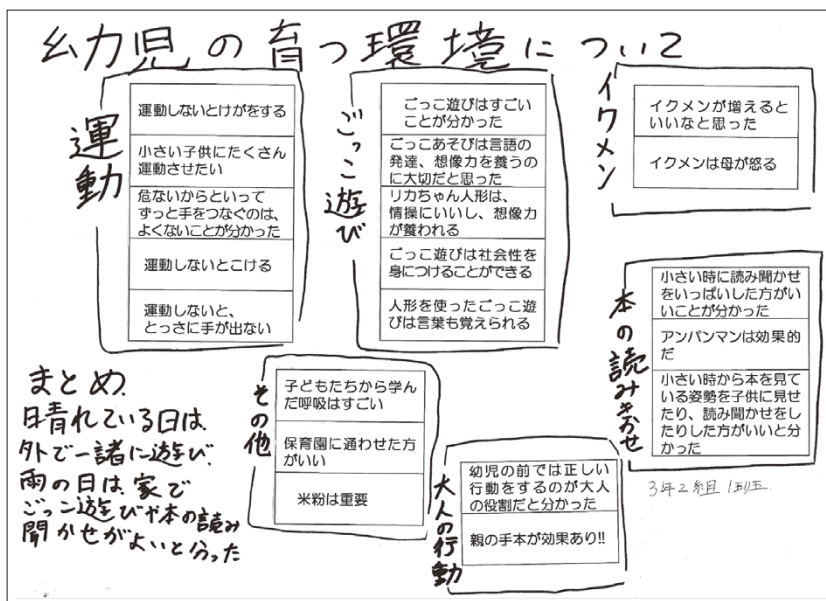 幼児の育つ環境について
運動
運動しないとけがをする
小さい子供にたくさん
運動させたい
危ないからといって
ずっと手をつなぐのは、
よくないことが分かった
運動しないとこける
運動しないと、
とっさに手が出ない
ごっこ遊び
ごっこ遊びはすごい
ことが分かった
ごっこあそびは言語の
発達、想像力を養うの
に大切だと思った
リカちゃん人形は、
情操にいいし、想像力
が養われる
ごっこ遊びは社会性を
身につけることができる
人形を使ったごっこ遊
びは言葉も覚えられる
イクメン
イクメンが増えると
いいなと思った
イクメンは母が怒る
本の読みきかせ
小さい時に読み聞かせ
をいっぱいした方がい
いことが分かった
アンパンマンは効果的
だ
小さい時から本を見て
いる姿勢を子供に見せ
たり、読み聞かせをし
たりした方がいいと分
かった
その他
子どもたちから学ん
だ呼吸はすごい
保育園に通わせた方
がいい
米粉は重要
大人の行動
幼児の前では正しい
行動をするのが大人
の役割だと分かった
親の手本が効果あり!!
まとめ
日晴れている日は、
外で一諸に遊び、
雨の日は、家で
ごっこ遊びや本の読み
聞かせがよいと分った
3年2組 1班